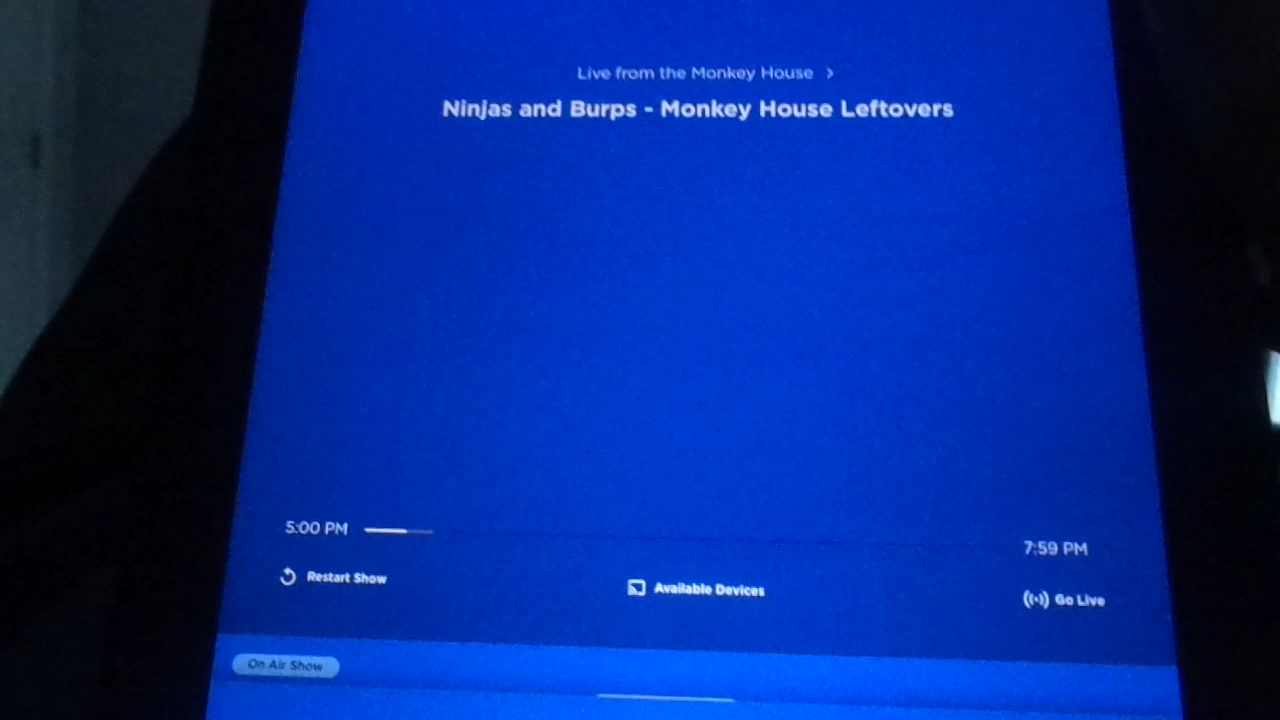 Live from the Monkey House >
Ninjas and Burps - Monkey House Leftovers
5:00 PM
7:59 PM
Restart Show
Available Devices
Go Live
On Air Show